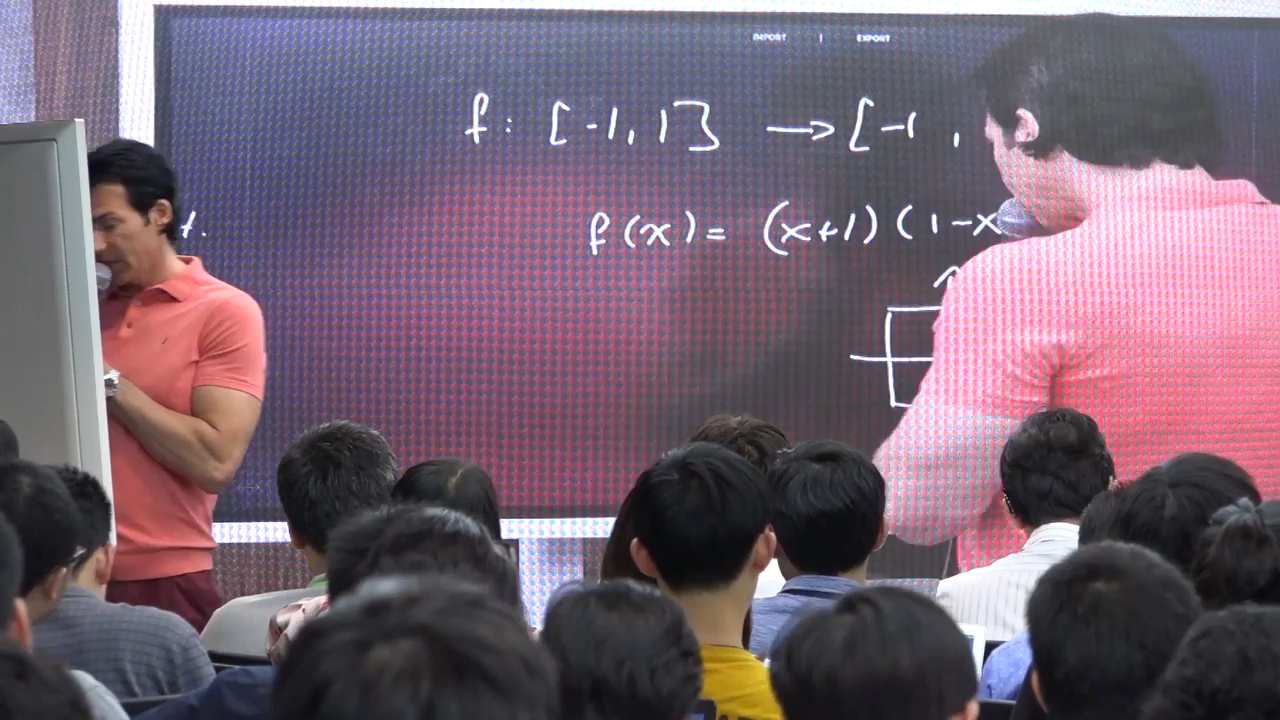 IMPORT | EXPORT
f: [-1, 1] → [-1 ,
f(x) = (x+1) (1-x
t.